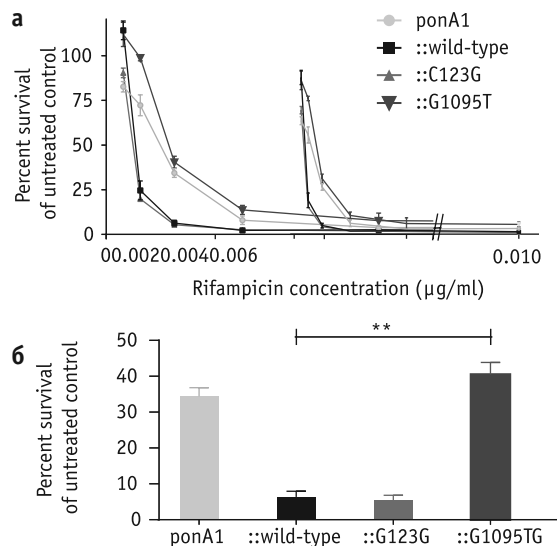 а
Percent survival
of untreated control
100
75
50
25
0
ponA1
::wild-type
::C123G
::G1095T
00.0020.0040.006
0.010
Rifampicin concentration (µg/ml)
б
Percent survival
of untreated control
50
40
30
20
10
0
**
ponA1
::wild-type
::G123G
::G1095TG